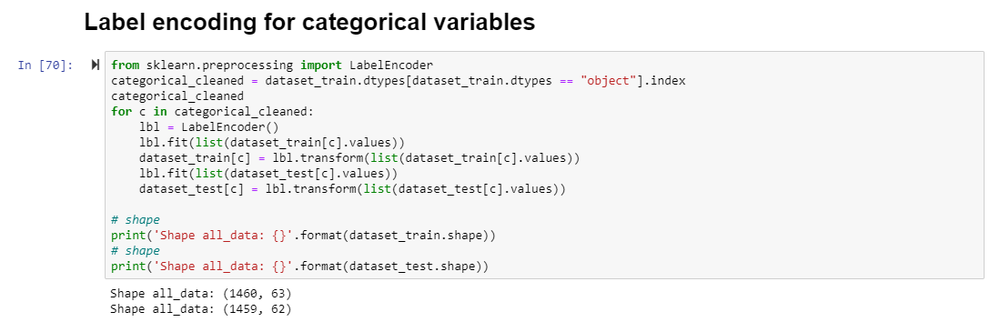 Label encoding for categorical variables
In [70]:
from sklearn.preprocessing import LabelEncoder
categorical_cleaned = dataset_train.dtypes[dataset_train.dtypes == "object"].index
categorical_cleaned
for c in categorical_cleaned:
    lbl = LabelEncoder()
    lbl.fit(list(dataset_train[c].values))
    dataset_train[c] = lbl.transform(list(dataset_train[c].values))
    lbl.fit(list(dataset_test[c].values))
    dataset_test[c] = lbl.transform(list(dataset_test[c].values))
# shape
print('Shape all_data: {}'.format(dataset_train.shape))
# shape
print('Shape all_data: {}'.format(dataset_test.shape))
Shape all_data: (1460, 63)
Shape all_data: (1459, 62)